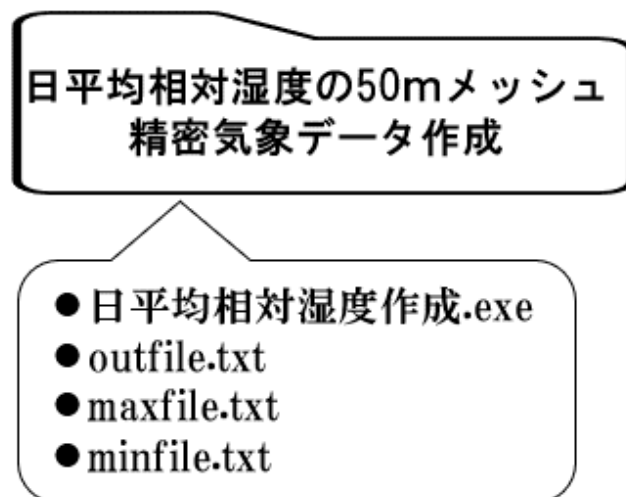 日平均相対湿度の50mメッシュ
精密気象データ作成
●日平均相対湿度作成.exe
●outfile.txt
●maxfile.txt
●minfile.txt